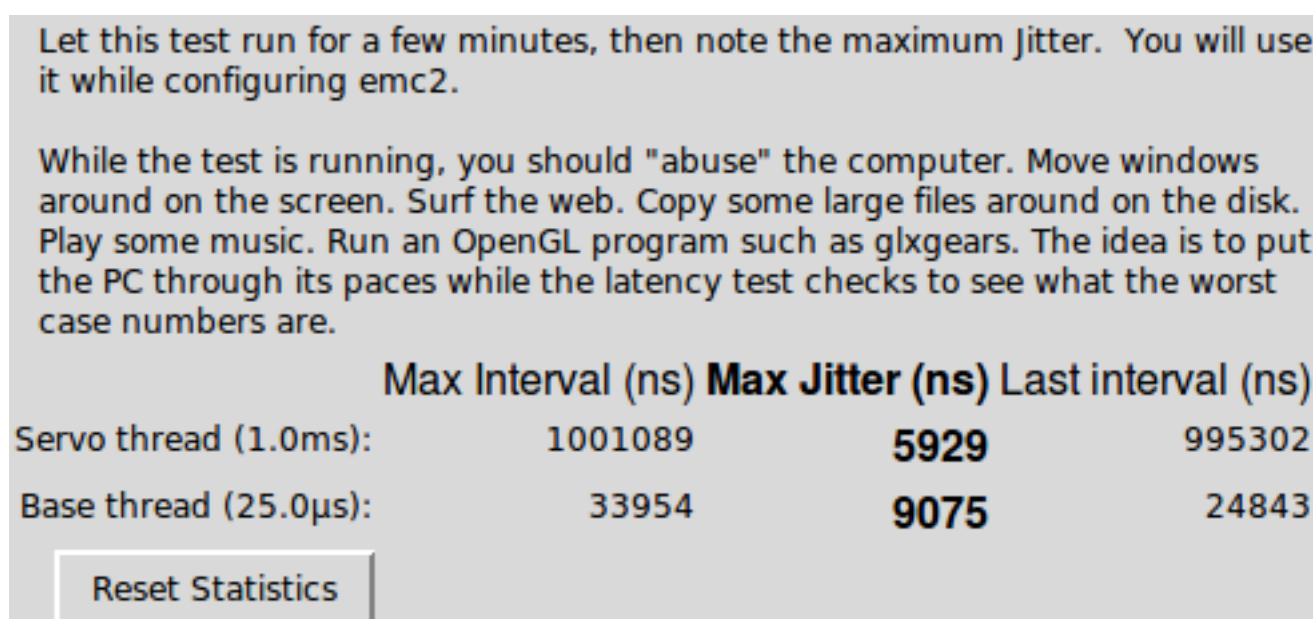 Let this test run for a few minutes, then note the maximum Jitter. You will use
it while configuring emc2.
While the test is running, you should "abuse" the computer. Move windows
around on the screen. Surf the web. Copy some large files around on the disk.
Play some music. Run an OpenGL program such as glxgears. The idea is to put
the PC through its paces while the latency test checks to see what the worst
case numbers are.
Max Interval (ns) Max Jitter (ns) Last interval (ns)
Servo thread (1.0ms): 1001089 5929 995302
Base thread (25.0µs): 33954 9075 24843
Reset Statistics